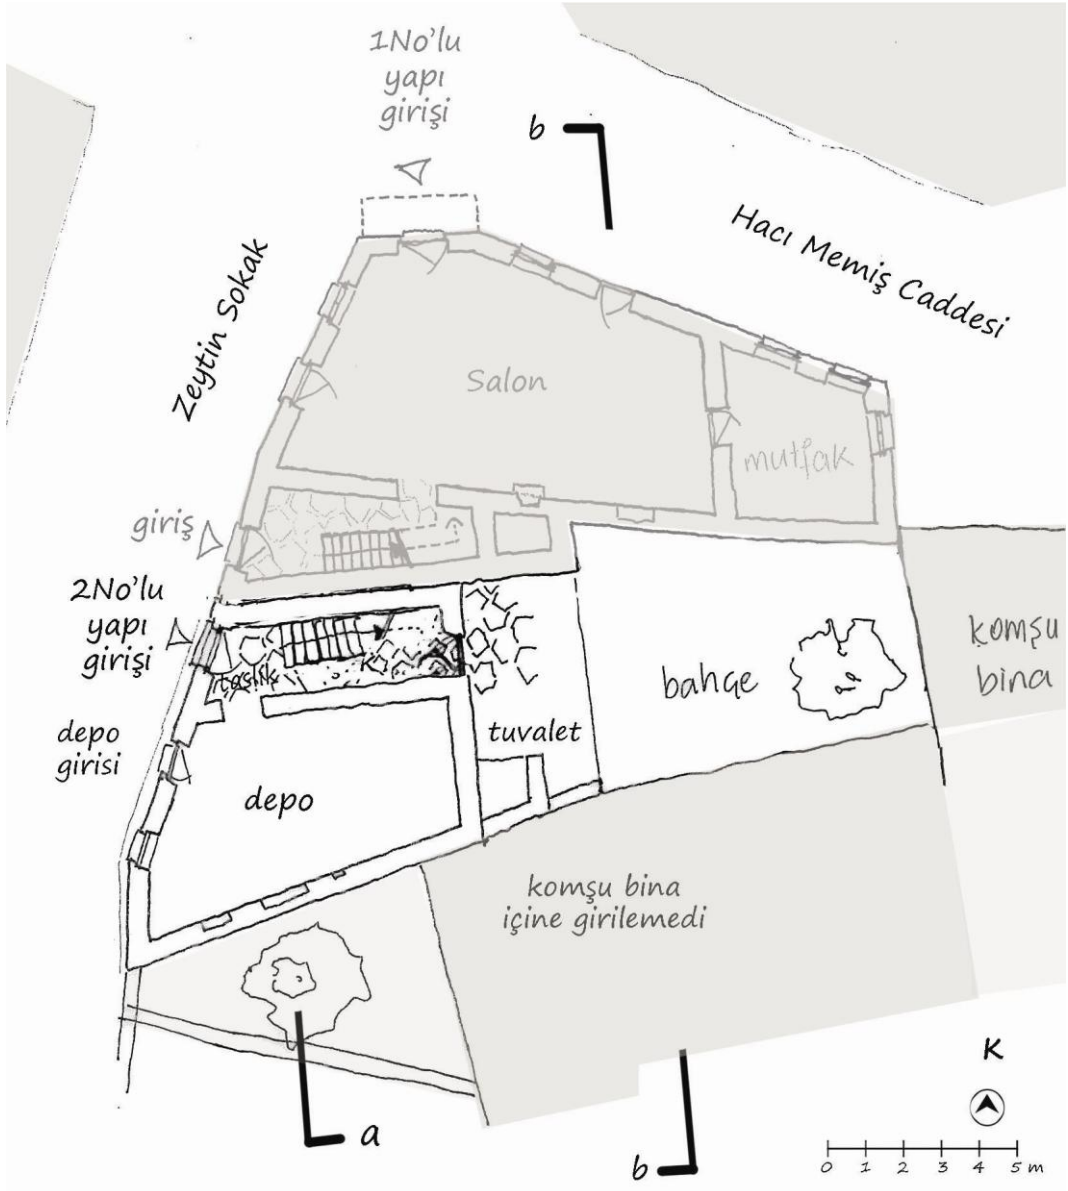 1No'lu
yapı
girişi
b
Hacı Memiş Caddesi
Zeytin Sokak
Salon
mutfak
giriş
2No'lu
yapı
girişi
taşlık
komşu
bina
bahçe
depo
girisi
tuvalet
depo
komşu bina
içine girilemedi
K
a
b
0 1 2 3 4 5 m